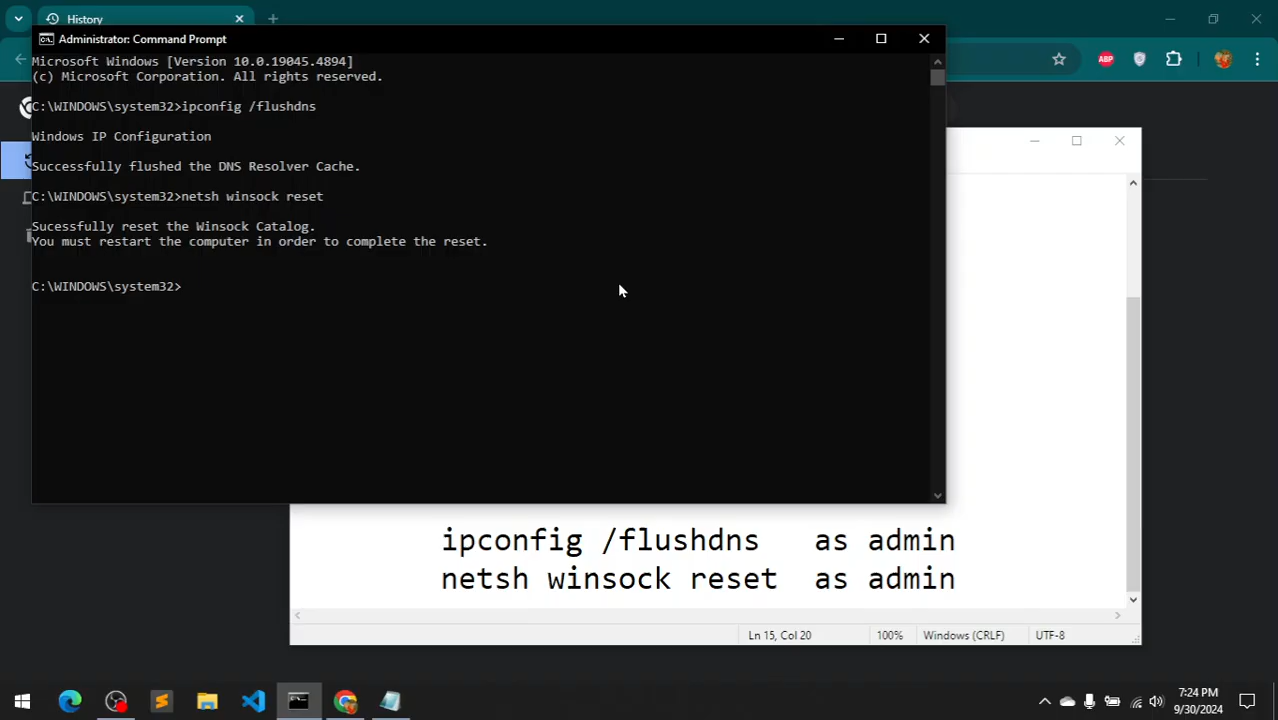 History
Administrator: Command Prompt
Microsoft Windows [Version 10.0.19045.4894]
(c) Microsoft Corporation. All rights reserved.
C:\WINDOWS\system32>ipconfig /flushdns
Windows IP Configuration
Successfully flushed the DNS Resolver Cache.
C:\WINDOWS\system32>netsh winsock reset
Sucessfully reset the Winsock Catalog.
You must restart the computer in order to complete the reset.
C:\WINDOWS\system32>
ipconfig /flushdns   as admin
netsh winsock reset  as admin
Ln 15, Col 20
100%
Windows (CRLF)
UTF-8
ABP
7:24 PM
9/30/2024